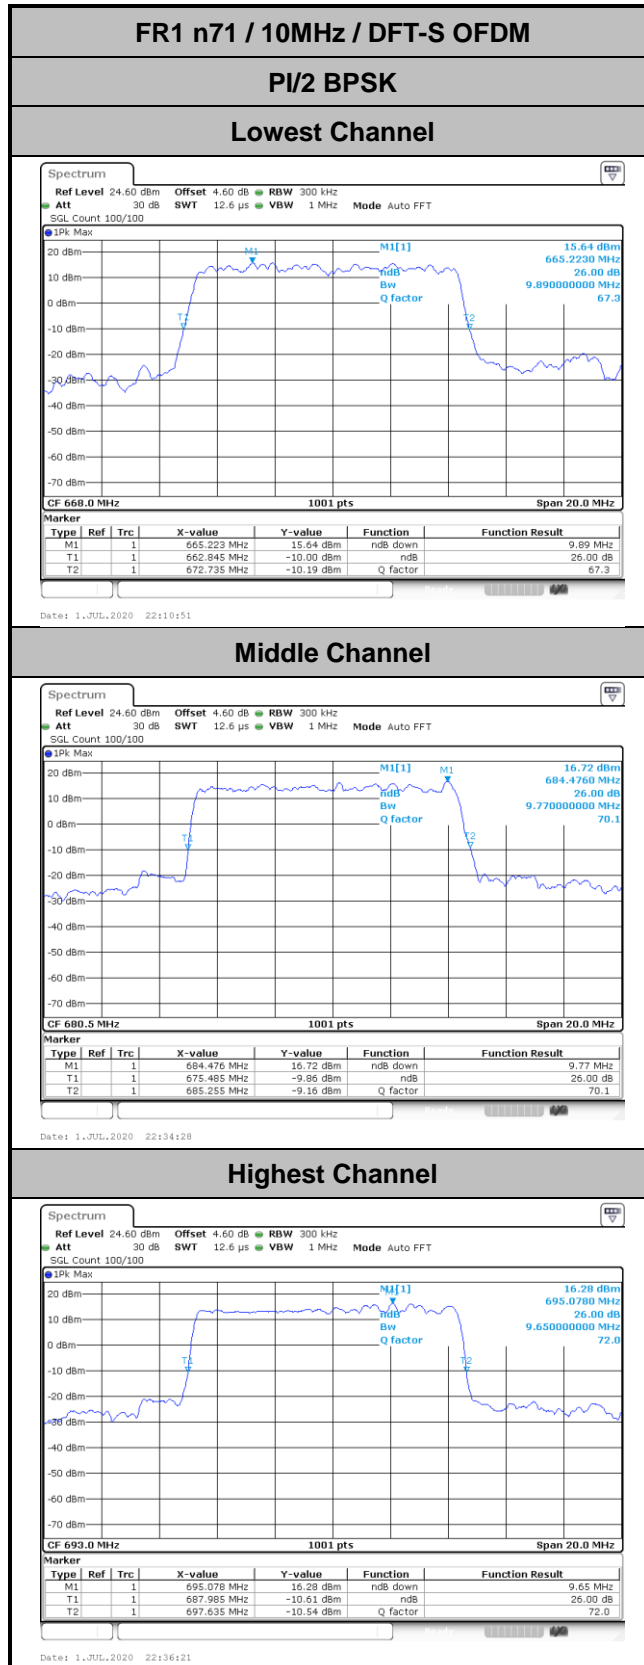 FR1 n71 / 10MHz / DFT-S OFDM
PI/2 BPSK
Lowest Channel
Spectrum
Ref Level 24.60 dBm Offset 4.60 dB RBW 300 kHz
Att 30 dB SWT 12.6 µs VBW 1 MHz Mode Auto FFT
SGL Count 100/100
1Pk Max
M1[1] 15.64 dBm
665.2230 MHz
ndB 26.00 dB
Bw 9.890000000 MHz
Q factor 67.3
M1
T1
T2
20 dBm
10 dBm
0 dBm
-10 dBm
-20 dBm
-30 dBm
-40 dBm
-50 dBm
-60 dBm
-70 dBm
CF 668.0 MHz 1001 pts Span 20.0 MHz
Marker
Type Ref Trc X-value Y-value Function Function Result
M1 1 665.223 MHz 15.64 dBm ndB down 9.89 MHz
T1 1 662.845 MHz -10.00 dBm ndB 26.00 dB
T2 1 672.735 MHz -10.19 dBm Q factor 67.3
Date: 1.JUL.2020 22:10:51
Middle Channel
Spectrum
Ref Level 24.60 dBm Offset 4.60 dB RBW 300 kHz
Att 30 dB SWT 12.6 µs VBW 1 MHz Mode Auto FFT
SGL Count 100/100
1Pk Max
M1[1] 16.72 dBm
684.4760 MHz
ndB 26.00 dB
Bw 9.770000000 MHz
Q factor 70.1
M1
T1
T2
20 dBm
10 dBm
0 dBm
-10 dBm
-20 dBm
-30 dBm
-40 dBm
-50 dBm
-60 dBm
-70 dBm
CF 680.5 MHz 1001 pts Span 20.0 MHz
Marker
Type Ref Trc X-value Y-value Function Function Result
M1 1 684.476 MHz 16.72 dBm ndB down 9.77 MHz
T1 1 675.485 MHz -9.86 dBm ndB 26.00 dB
T2 1 685.255 MHz -9.16 dBm Q factor 70.1
Date: 1.JUL.2020 22:34:28
Highest Channel
Spectrum
Ref Level 24.60 dBm Offset 4.60 dB RBW 300 kHz
Att 30 dB SWT 12.6 µs VBW 1 MHz Mode Auto FFT
SGL Count 100/100
1Pk Max
M1[1] 16.28 dBm
695.0780 MHz
ndB 26.00 dB
Bw 9.650000000 MHz
Q factor 72.0
T1
T2
20 dBm
10 dBm
0 dBm
-10 dBm
-20 dBm
-30 dBm
-40 dBm
-50 dBm
-60 dBm
-70 dBm
CF 693.0 MHz 1001 pts Span 20.0 MHz
Marker
Type Ref Trc X-value Y-value Function Function Result
M1 1 695.078 MHz 16.28 dBm ndB down 9.65 MHz
T1 1 687.985 MHz -10.61 dBm ndB 26.00 dB
T2 1 697.635 MHz -10.54 dBm Q factor 72.0
Date: 1.JUL.2020 22:36:21